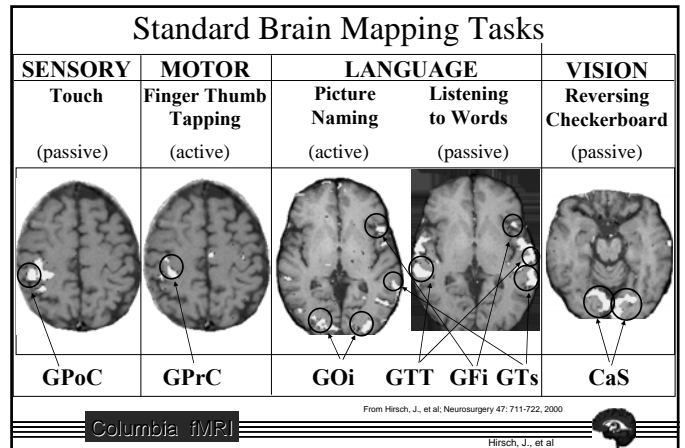 Standard Brain Mapping Tasks
SENSORY MOTOR LANGUAGE VISION
Touch Finger Thumb Tapping Picture Naming Listening to Words Reversing Checkerboard
(passive) (active) (active) (passive) (passive)
GPoC GPrC GOi GTT GFi GTs CaS
From Hirsch, J., et al; Neurosurgery 47: 711-722, 2000
Columbia fMRI
Hirsch, J., et al